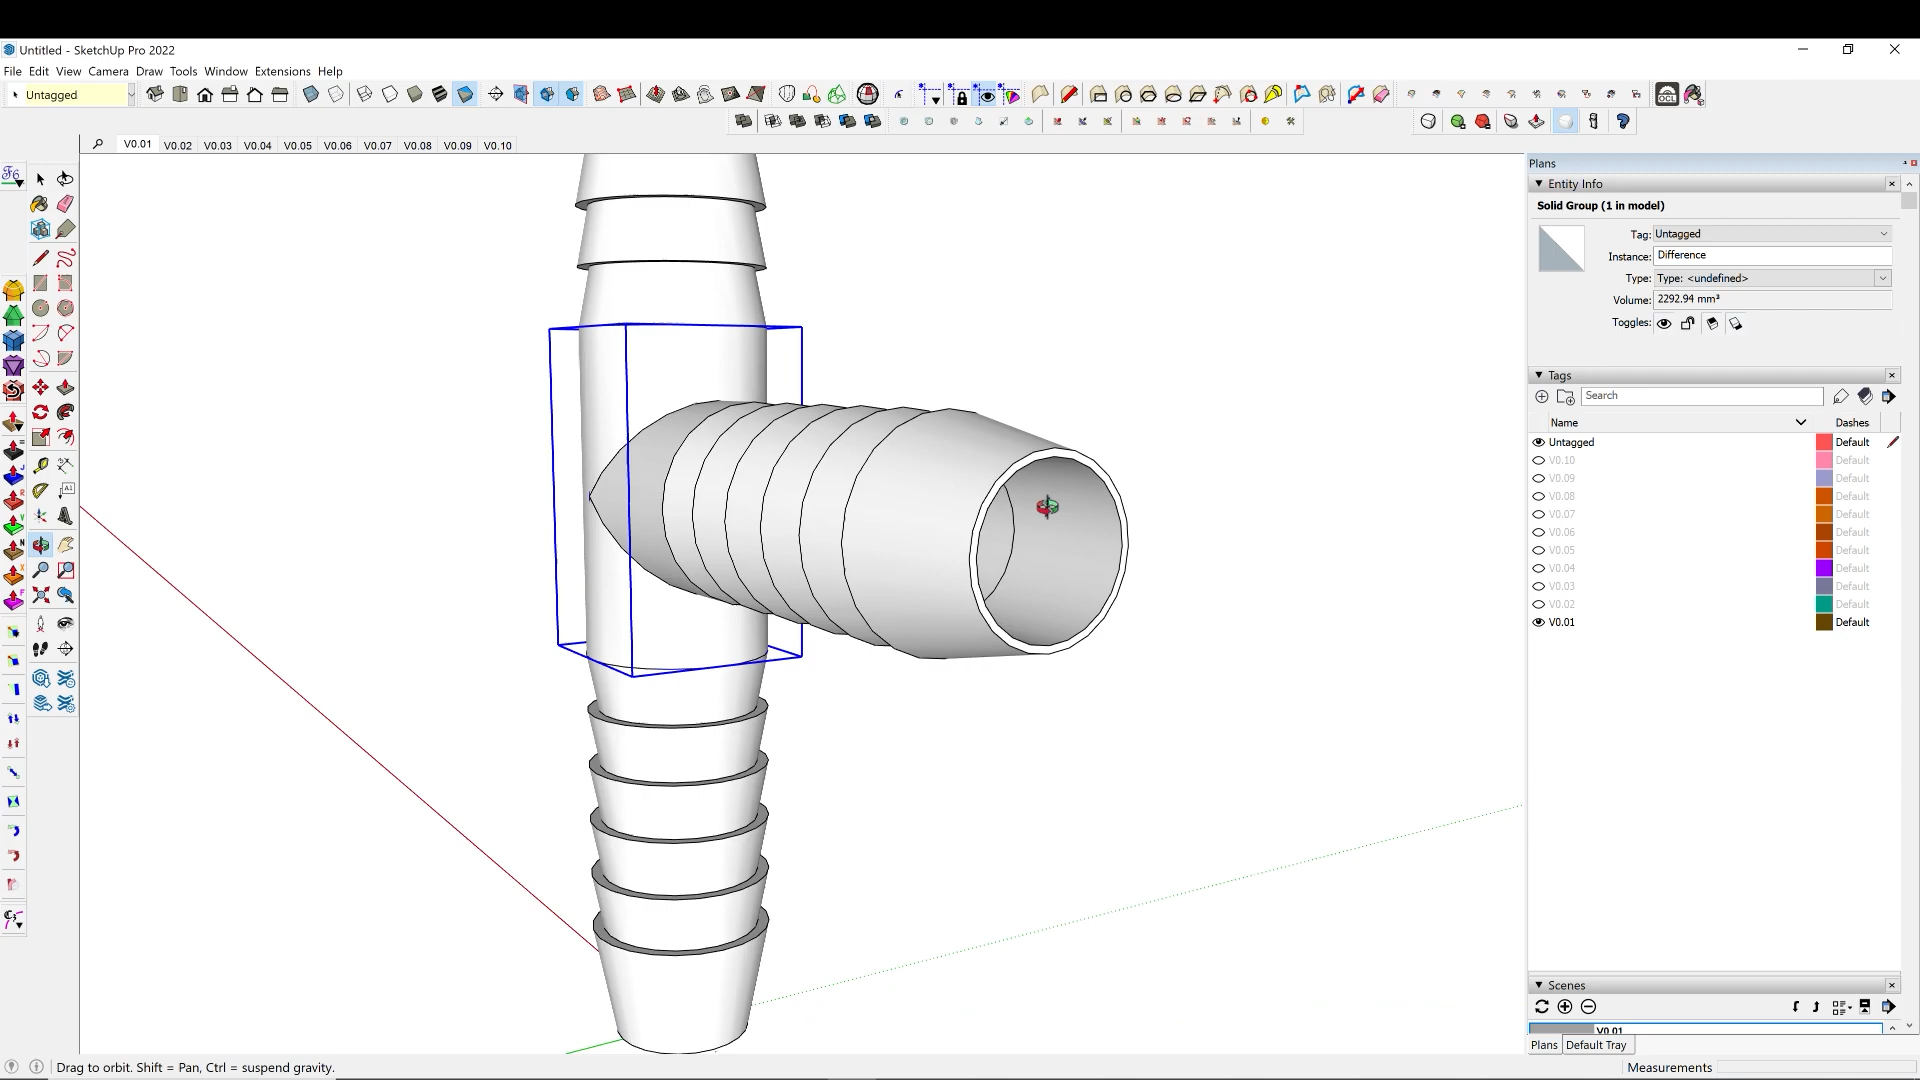 Untitled - SketchUp Pro 2022
File Edit View Camera Draw Tools Window Extensions Help
Untagged
V0.01 V0.02 V0.03 V0.04 V0.05 V0.06 V0.07 V0.08 V0.09 V0.10
Plans
Entity Info
Solid Group (1 in model)
Tag: Untagged
Instance: Difference
Type: Type: <undefined>
Volume: 2292.94 mm³
Toggles:
Tags
Search
Name Dashes
Untagged Default
V0.10 Default
V0.09 Default
V0.08 Default
V0.07 Default
V0.06 Default
V0.05 Default
V0.04 Default
V0.03 Default
V0.02 Default
V0.01 Default
Scenes
V0.01
Plans Default Tray
Drag to orbit. Shift = Pan, Ctrl = suspend gravity.
Measurements